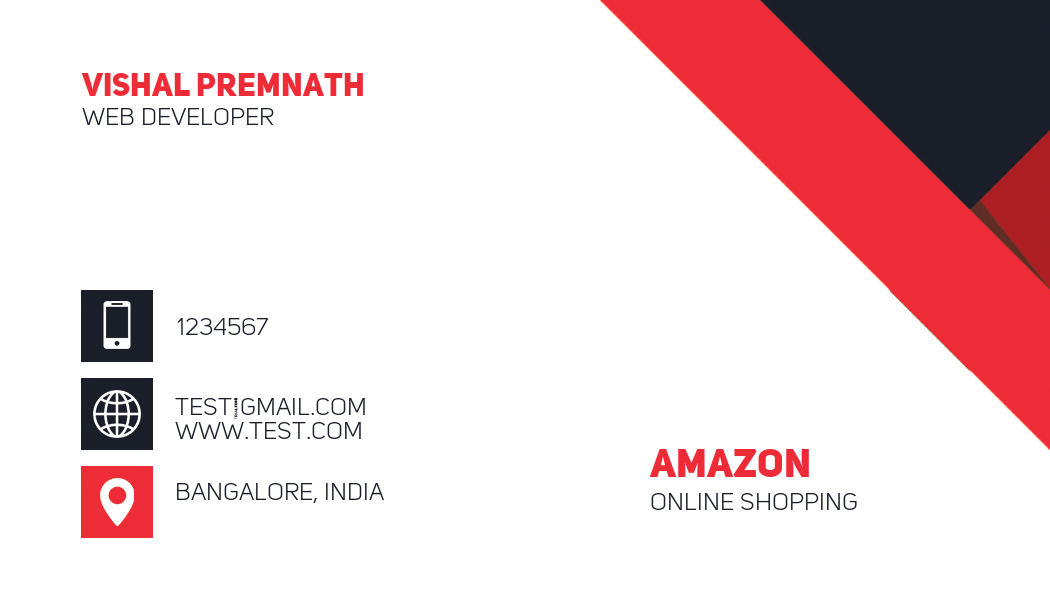 VISHAL PREMNATH
WEB DEVELOPER
1234567
TEST GMAIL.COM
WWW.TEST.COM
BANGALORE, INDIA
AMAZON
ONLINE SHOPPING